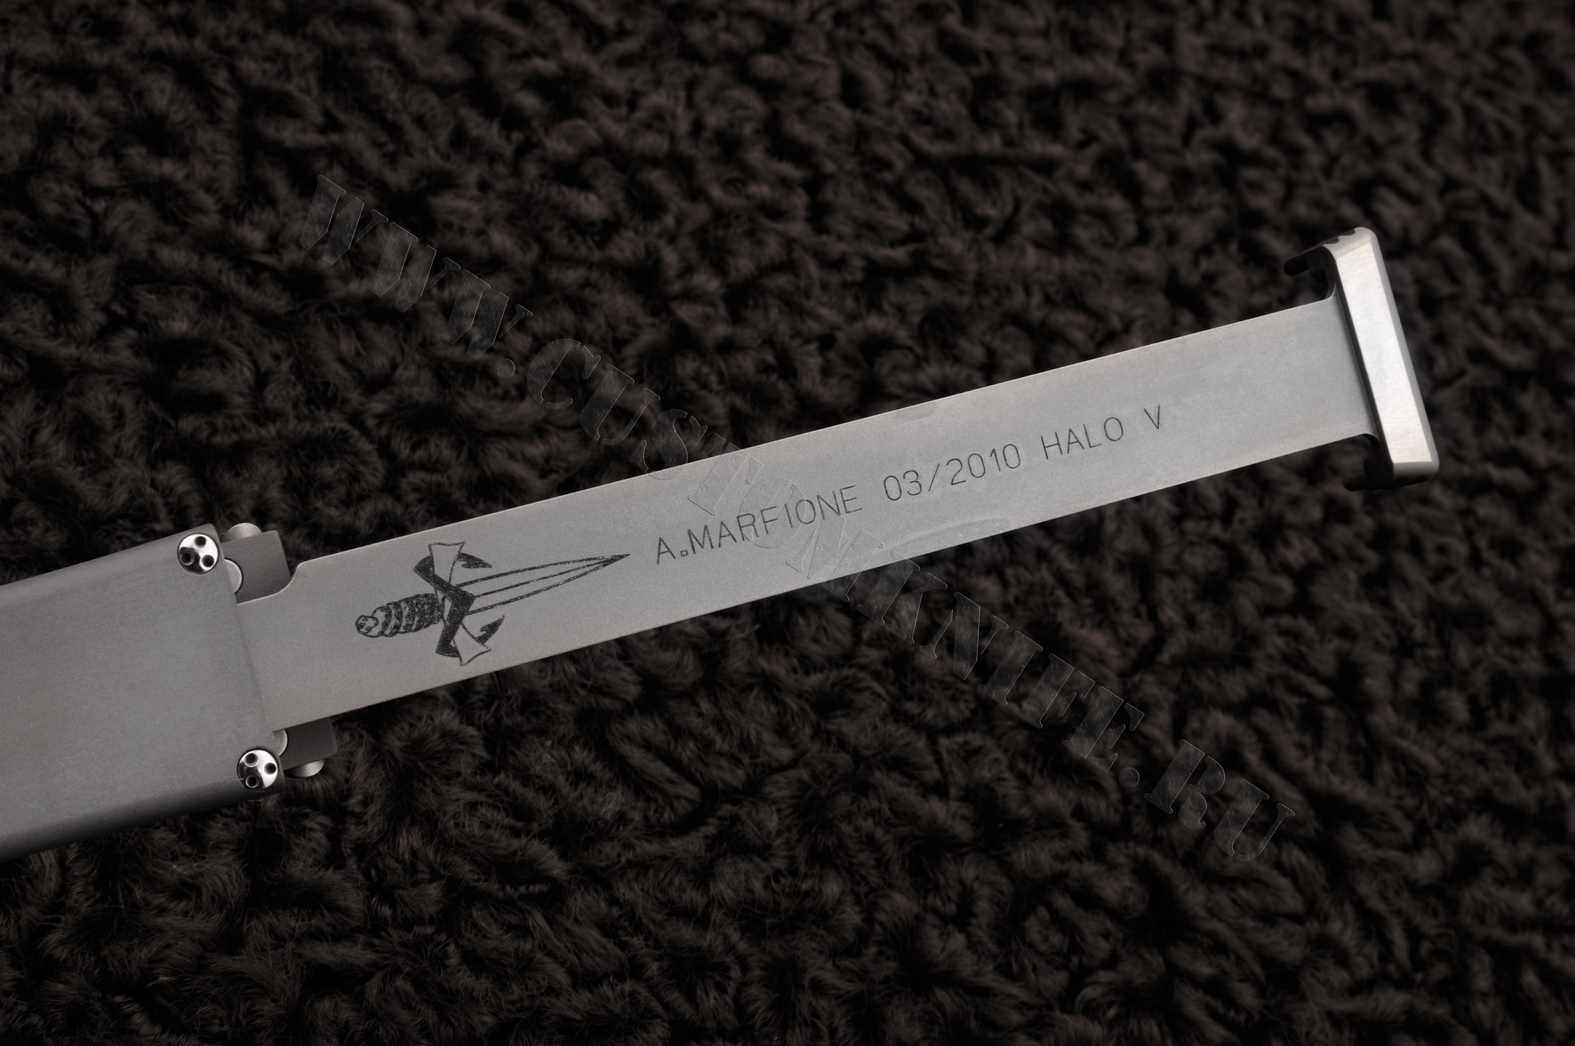 A.MARFIONE 03/2010 HALO V
WWW.CUSTOMKNIFE.RU